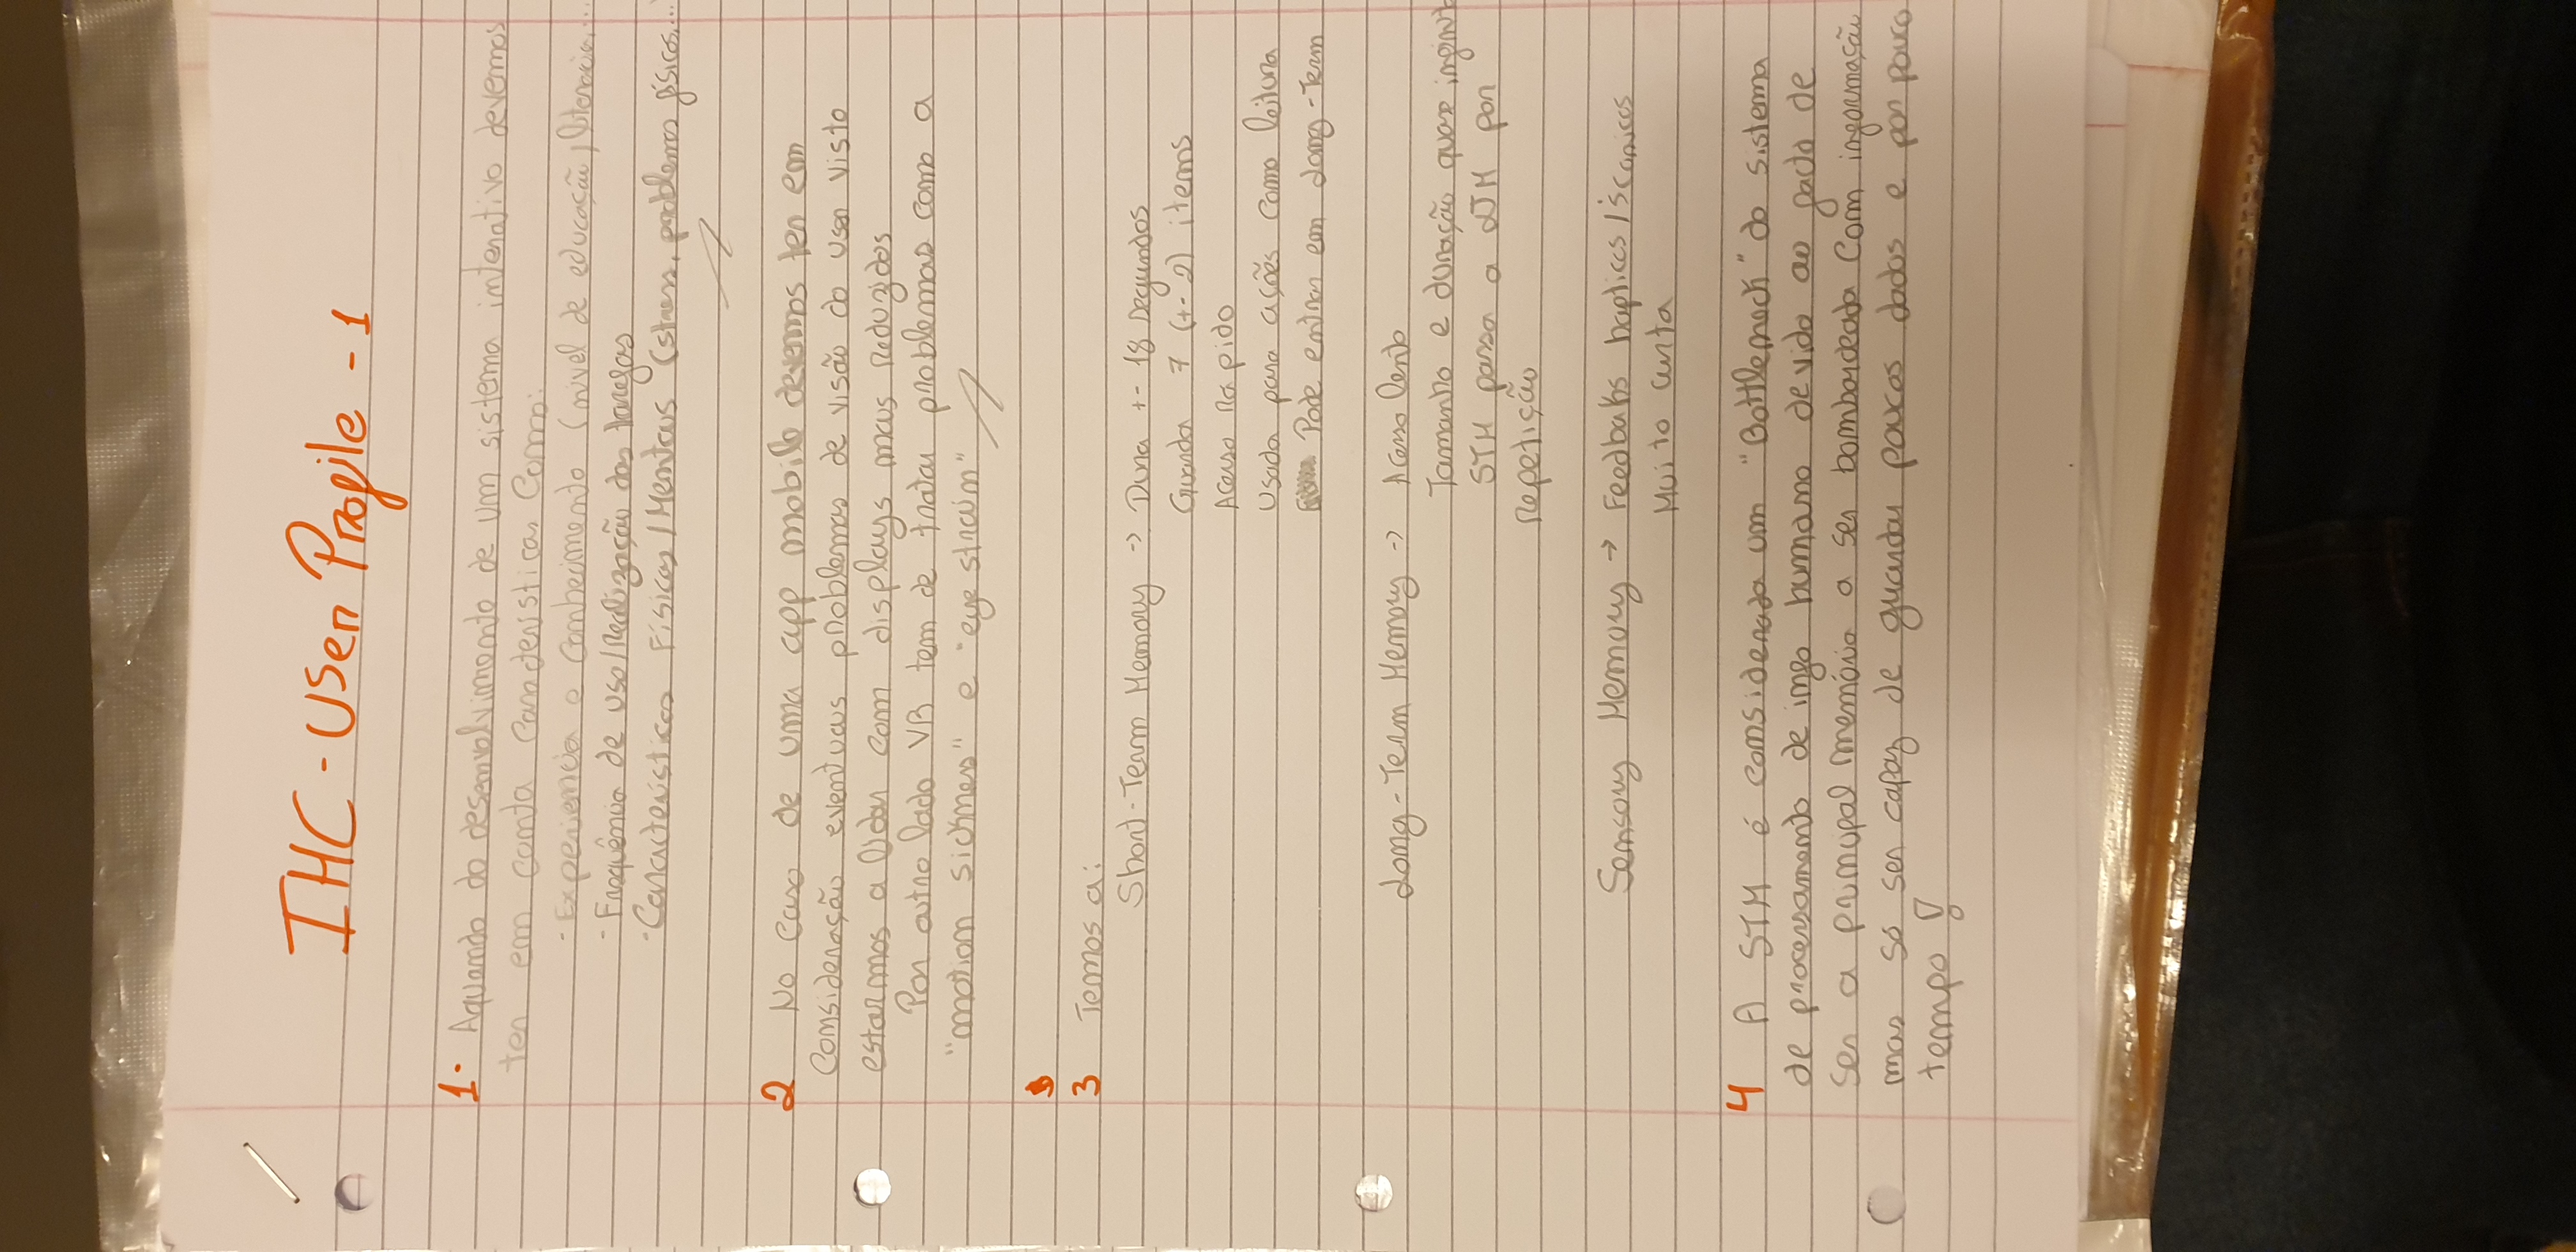 IHC - User Profile - 1
1. Aquando do desenvolvimento de um sistema interativo devemos
ter em conta Caracteristicas Como:
- Experiencia e Conhecimento (nivel de educação, literacia,...
- Frequência de uso/Realização das tarefas
- Caracteristicas Físicas/Mentais (stress, problemas físicos,...
2 No caso de uma app mobile devemos ter em
Consideração eventuais problemas de visão do user visto
estarmos a lidar com displays mais reduzidos
Por outro lado VR tem de tratar problemas como a
"motion sickness" e "eye strain"
3 Temos a:
Short-Term Memory -> Dura +- 18 segundos
Guarda 7 (+- 2) items
Acesso rápido
Usada para ações como leitura
Pode entrar em Long-Term
Long-Term Memory -> Acesso lento
Tamanho e duração quase infinit
STM passa a LTM por
repetição
Sensory Memory -> Feedbaks hapticos/
Muito curta
4 A STM é considerada um "Bottleneck" do sistema
de processamento de info humano devido ao facto de
ser a principal memória a ser bombardeada com informação
mas só ser capaz de guardar poucos dados e por pouco
tempo!